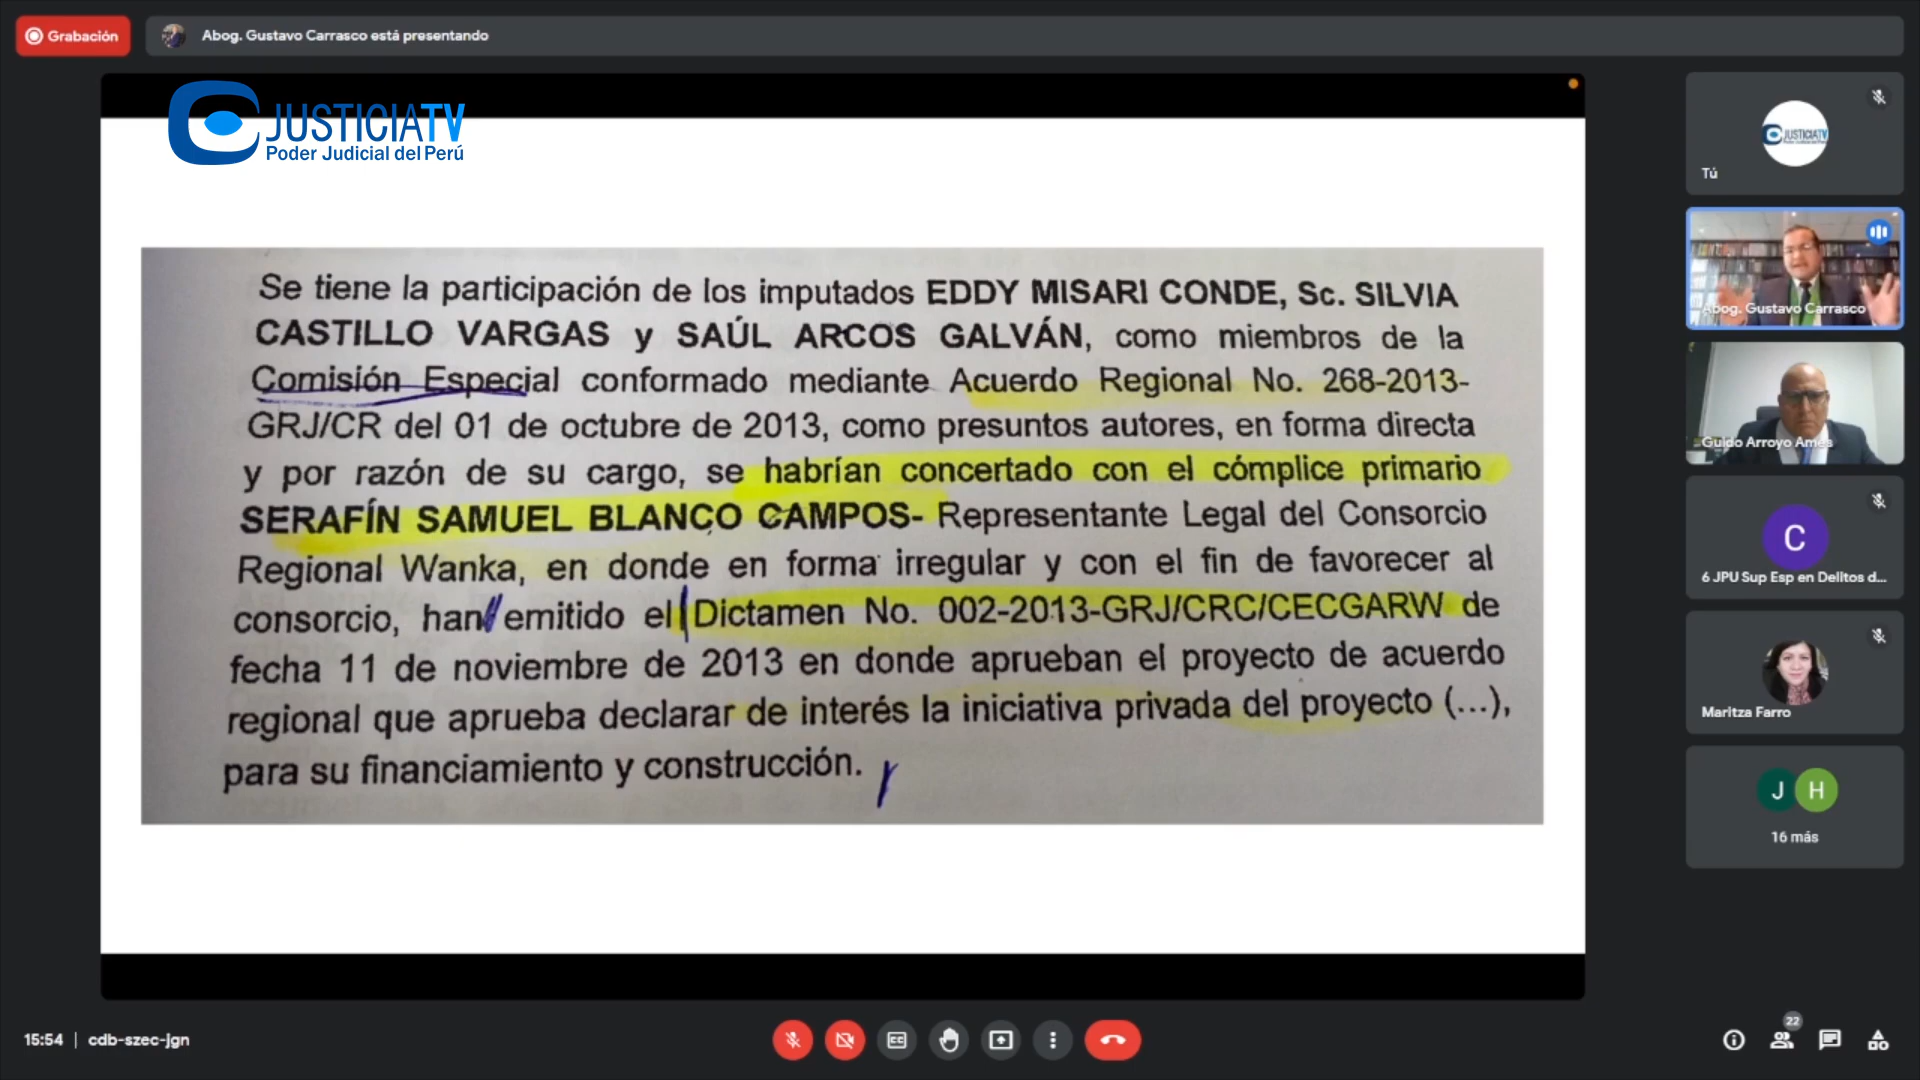 Grabación
Abog. Gustavo Carrasco está presentando
JUSTICIATV
Poder Judicial del Perú
Se tiene la participación de los imputados EDDY MISARI CONDE, Sc. SILVIA
CASTILLO VARGAS y SAÚL ARCOS GALVÁN, como miembros de la
Comisión Especial conformado mediante Acuerdo Regional No. 268-2013-
GRJ/CR del 01 de octubre de 2013, como presuntos autores, en forma directa
y por razón de su cargo, se habrían concertado con el cómplice primario
SERAFÍN SAMUEL BLANCO CAMPOS- Representante Legal del Consorcio
Regional Wanka, en donde en forma irregular y con el fin de favorecer al
consorcio, han emitido el Dictamen No. 002-2013-GRJ/CRC/CECGARW de
fecha 11 de noviembre de 2013 en donde aprueban el proyecto de acuerdo
regional que aprueba declarar de interés la iniciativa privada del proyecto (...),
para su financiamiento y construcción.
JUSTICIATV
Tú
Abog. Gustavo Carrasco
Guido Arroyo Ames
C
6 JPU Sup Esp en Delitos d...
Maritza Farro
J H
16 más
15:54 | cdb-szec-jgn
22